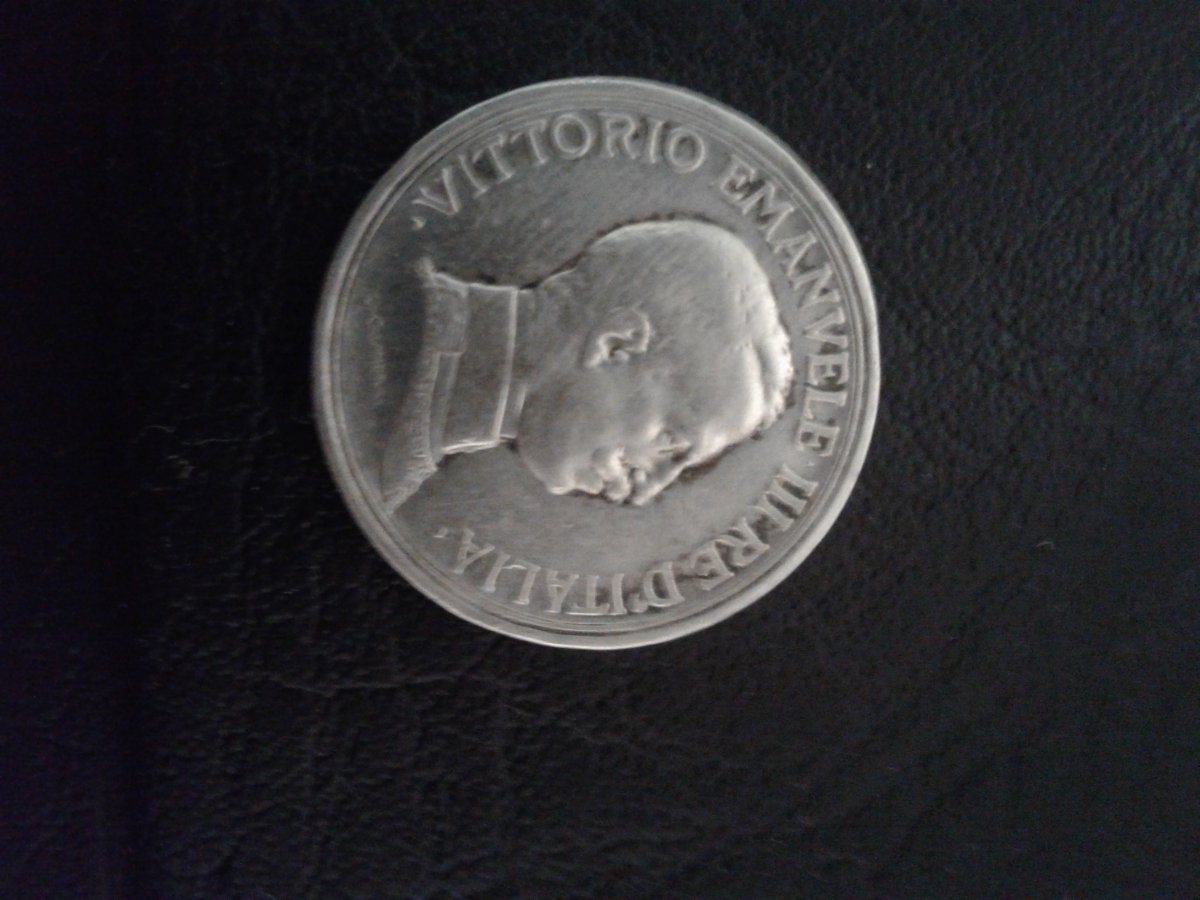 · VITTORIO EMANVELE · III · RE · D'ITALIA ·